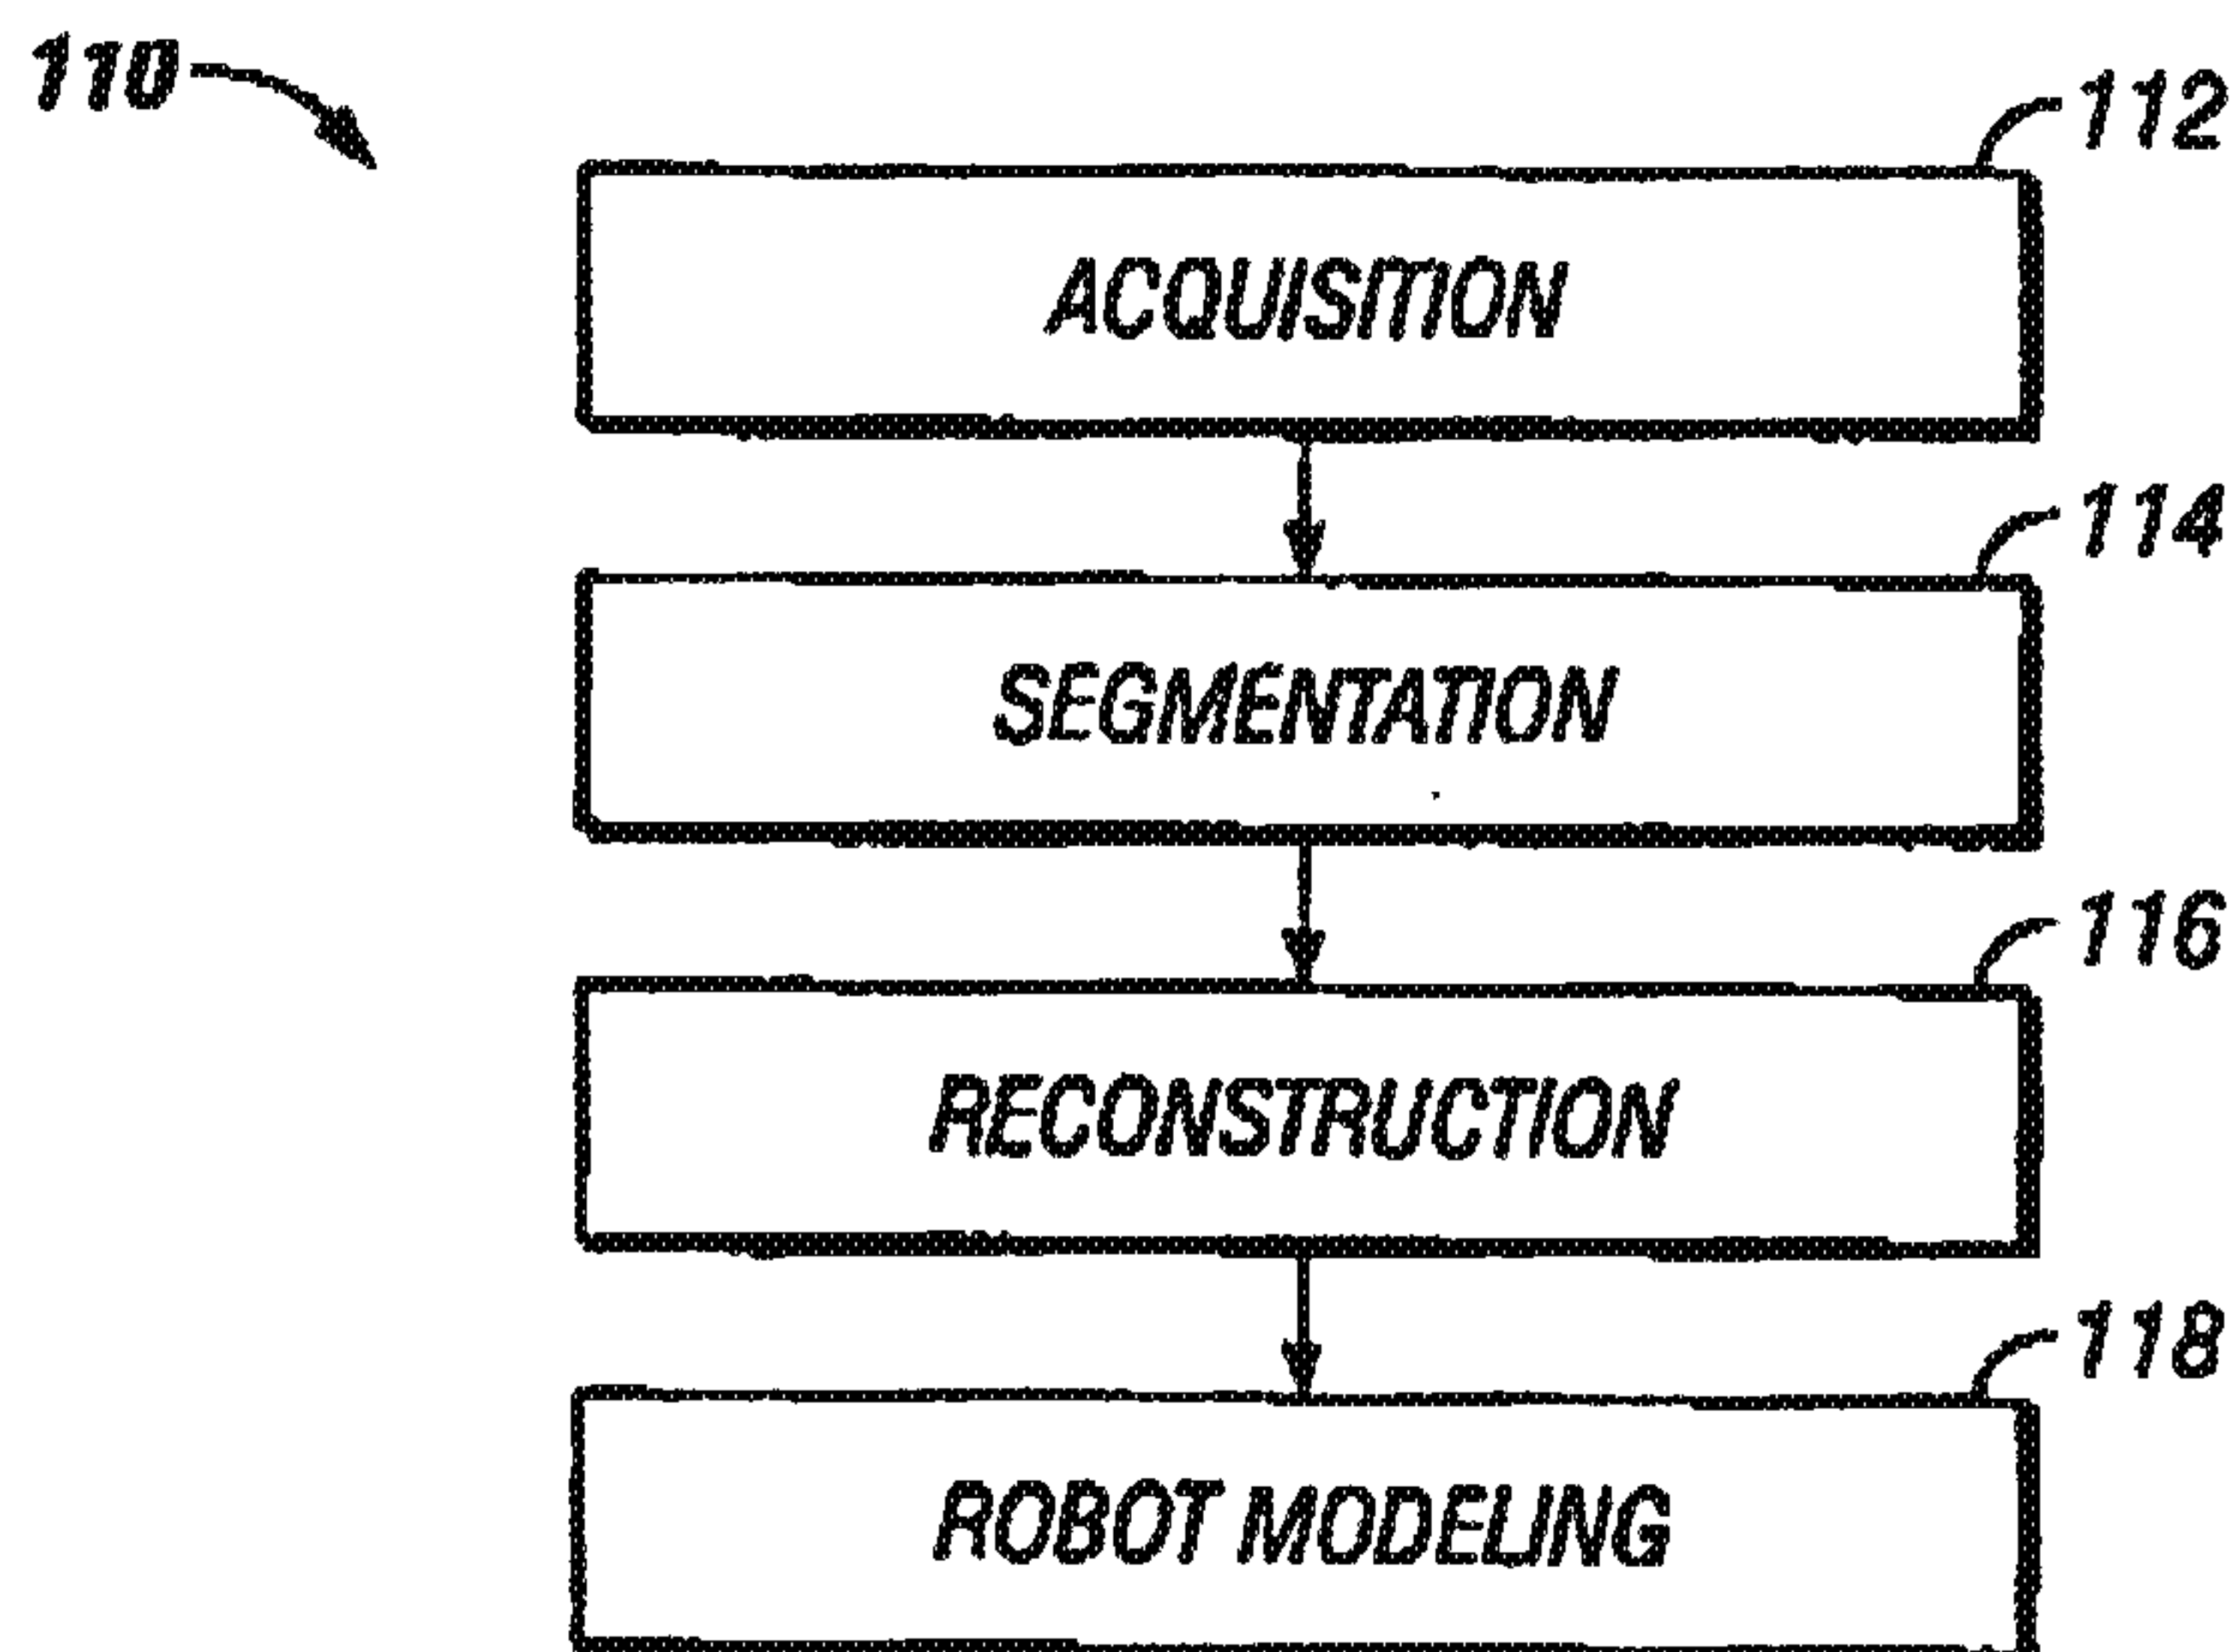 110
112
ACQUISITION
114
SEGMENTATION
116
RECONSTRUCTION
118
ROBOT MODELING